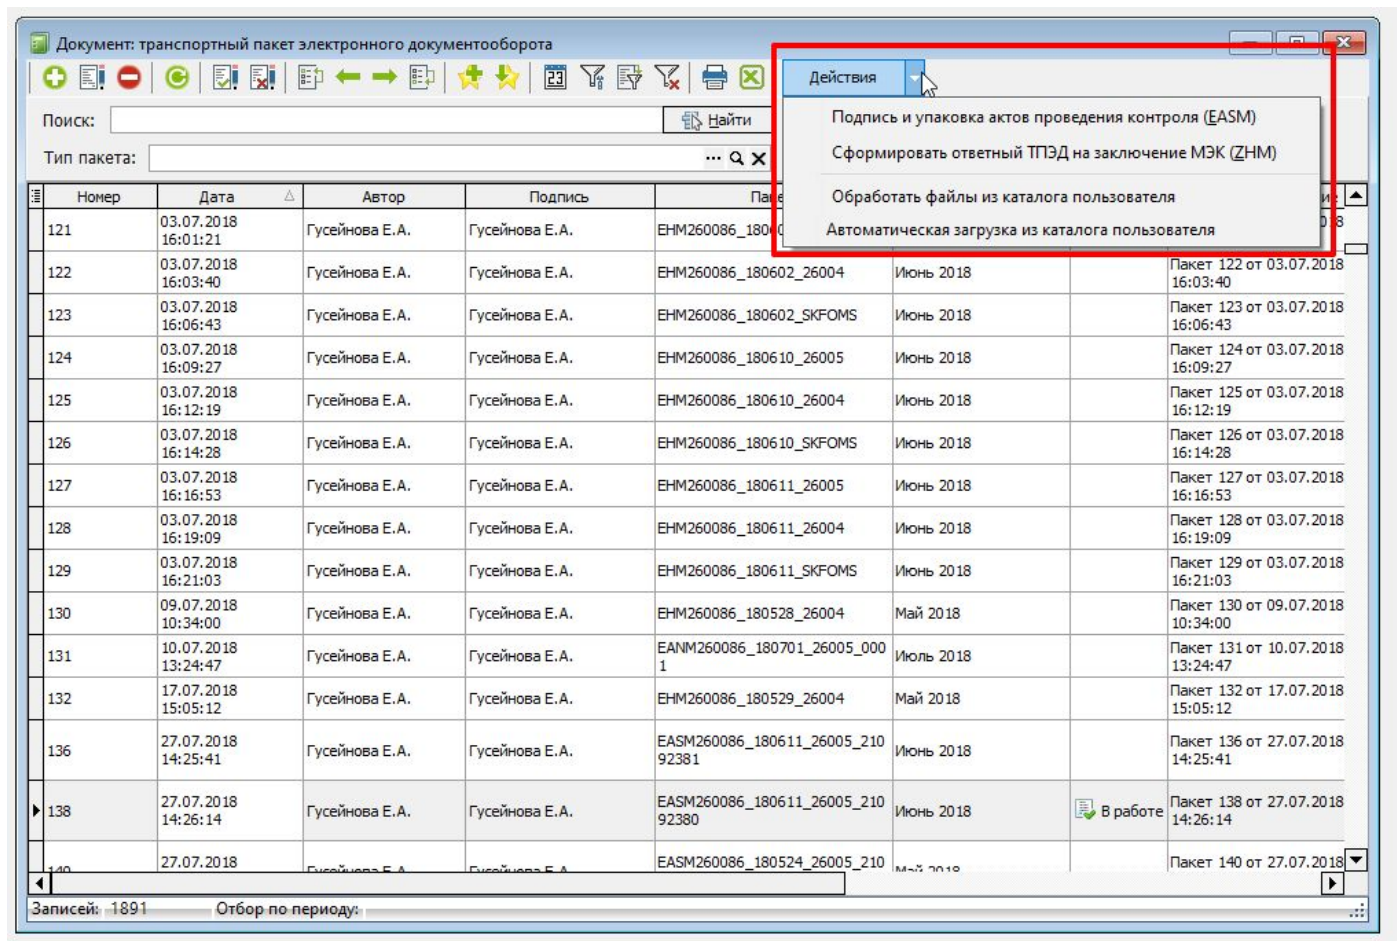 Документ: транспортный пакет электронного документооборота
23
Действия
Поиск:
Найти
Подпись и упаковка актов проведения контроля (EASM)
Тип пакета:
Сформировать ответный ТПЭД на заключение МЭК (ZHM)
Обработать файлы из каталога пользователя
Автоматическая загрузка из каталога пользователя
Номер Дата Автор Подпись
121 03.07.2018 16:01:21 Гусейнова Е.А. Гусейнова Е.А.
122 03.07.2018 16:03:40 Гусейнова Е.А. Гусейнова Е.А. EHM260086_180602_26004 Июнь 2018 Пакет 122 от 03.07.2018 16:03:40
123 03.07.2018 16:06:43 Гусейнова Е.А. Гусейнова Е.А. EHM260086_180602_SKFOMS Июнь 2018 Пакет 123 от 03.07.2018 16:06:43
124 03.07.2018 16:09:27 Гусейнова Е.А. Гусейнова Е.А. EHM260086_180610_26005 Июнь 2018 Пакет 124 от 03.07.2018 16:09:27
125 03.07.2018 16:12:19 Гусейнова Е.А. Гусейнова Е.А. EHM260086_180610_26004 Июнь 2018 Пакет 125 от 03.07.2018 16:12:19
126 03.07.2018 16:14:28 Гусейнова Е.А. Гусейнова Е.А. EHM260086_180610_SKFOMS Июнь 2018 Пакет 126 от 03.07.2018 16:14:28
127 03.07.2018 16:16:53 Гусейнова Е.А. Гусейнова Е.А. EHM260086_180611_26005 Июнь 2018 Пакет 127 от 03.07.2018 16:16:53
128 03.07.2018 16:19:09 Гусейнова Е.А. Гусейнова Е.А. EHM260086_180611_26004 Июнь 2018 Пакет 128 от 03.07.2018 16:19:09
129 03.07.2018 16:21:03 Гусейнова Е.А. Гусейнова Е.А. EHM260086_180611_SKFOMS Июнь 2018 Пакет 129 от 03.07.2018 16:21:03
130 09.07.2018 10:34:00 Гусейнова Е.А. Гусейнова Е.А. EHM260086_180528_26004 Май 2018 Пакет 130 от 09.07.2018 10:34:00
131 10.07.2018 13:24:47 Гусейнова Е.А. Гусейнова Е.А. EANM260086_180701_26005_0001 Июль 2018 Пакет 131 от 10.07.2018 13:24:47
132 17.07.2018 15:05:12 Гусейнова Е.А. Гусейнова Е.А. EHM260086_180529_26004 Май 2018 Пакет 132 от 17.07.2018 15:05:12
136 27.07.2018 14:25:41 Гусейнова Е.А. Гусейнова Е.А. EASM260086_180611_26005_21092381 Июнь 2018 Пакет 136 от 27.07.2018 14:25:41
138 27.07.2018 14:26:14 Гусейнова Е.А. Гусейнова Е.А. EASM260086_180611_26005_21092380 Июнь 2018 В работе Пакет 138 от 27.07.2018 14:26:14
140 27.07.2018 Гусейнова Е.А. Гусейнова Е.А. EASM260086_180524_26005_210 Май 2018 Пакет 140 от 27.07.2018
Записей: 1891 Отбор по периоду: